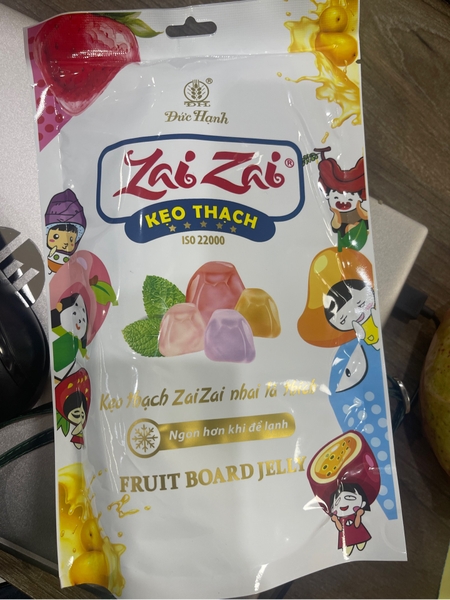 ®
Đ.H.
Đức Hạnh
Zai Zai®
KẸO THẠCH
ISO 22000
Kẹo thạch ZaiZai nhai là thích
Ngon hơn khi để lạnh
FRUIT BOARD JELLY